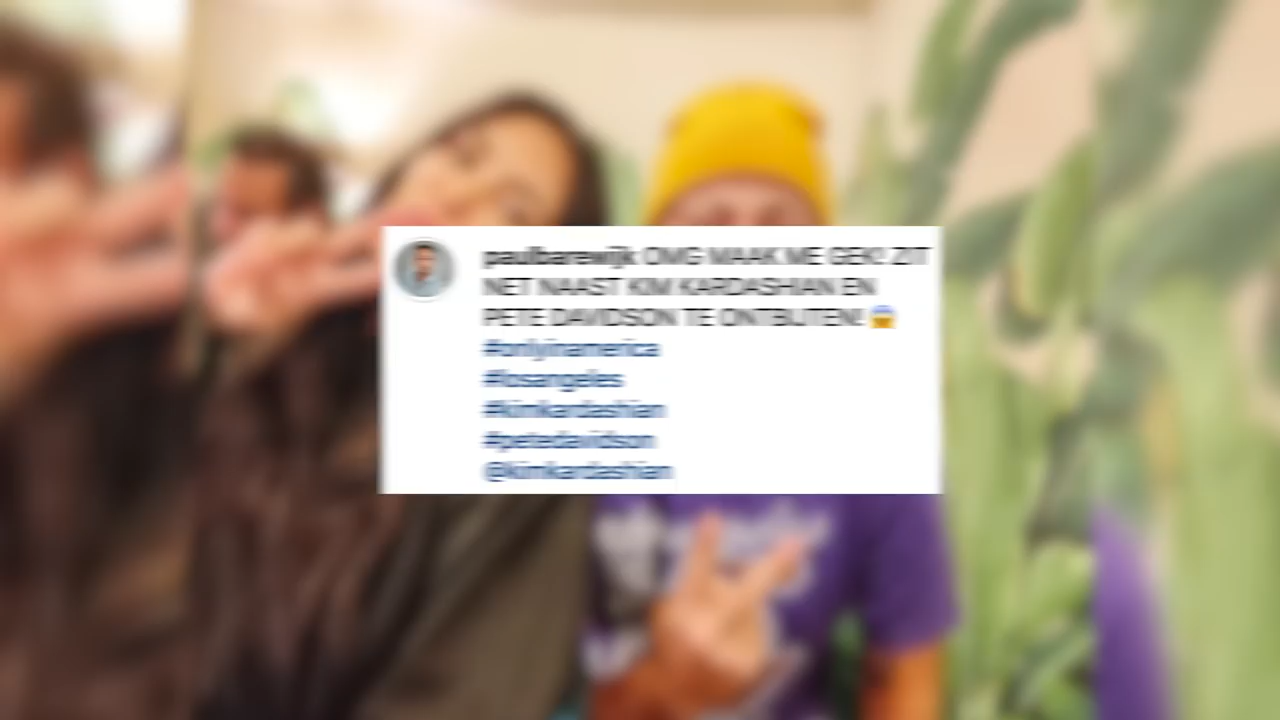 paulbarewijk OMG MAAK ME GEK! ZIT
NET NAAST KIM KARDASHIAN EN
PETE DAVIDSON TE ONTBIJTEN! 😱
#onlyinamerica
#losangeles
#kimkardashian
#petedavidson
@kimkardashian